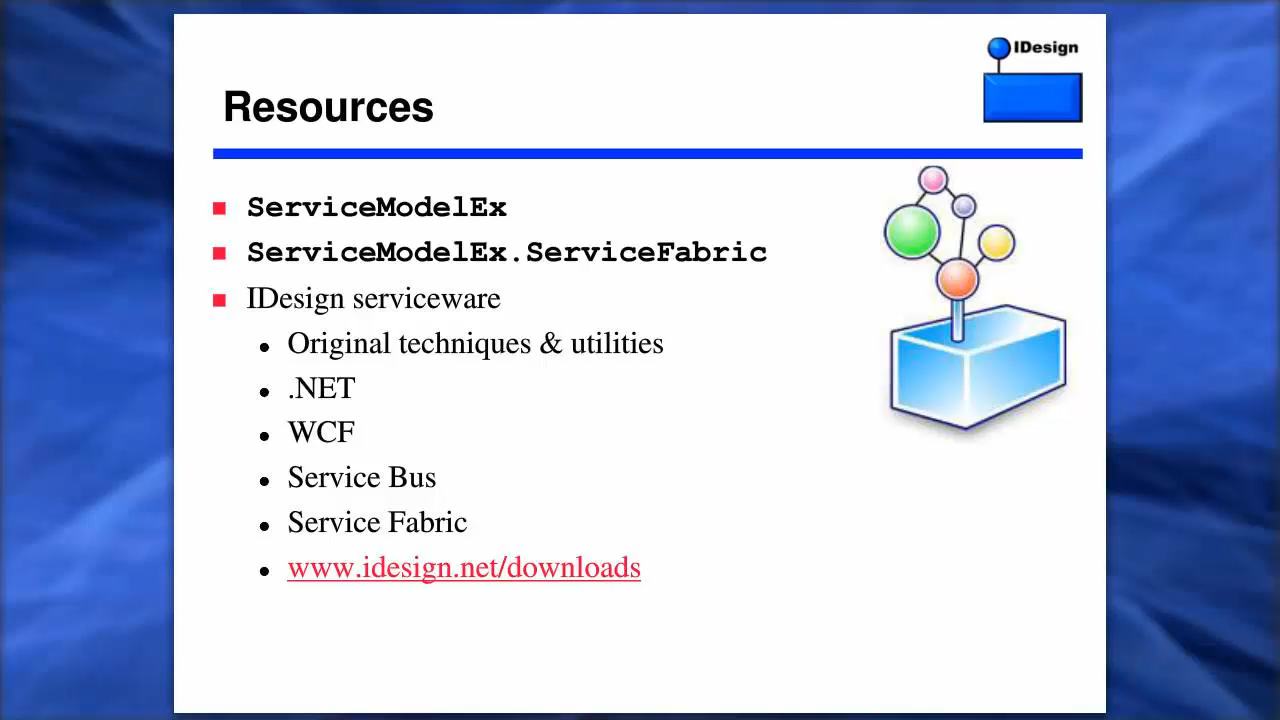 IDesign
Resources
ServiceModelEx
ServiceModelEx.ServiceFabric
IDesign serviceware
Original techniques & utilities
.NET
WCF
Service Bus
Service Fabric
www.idesign.net/downloads